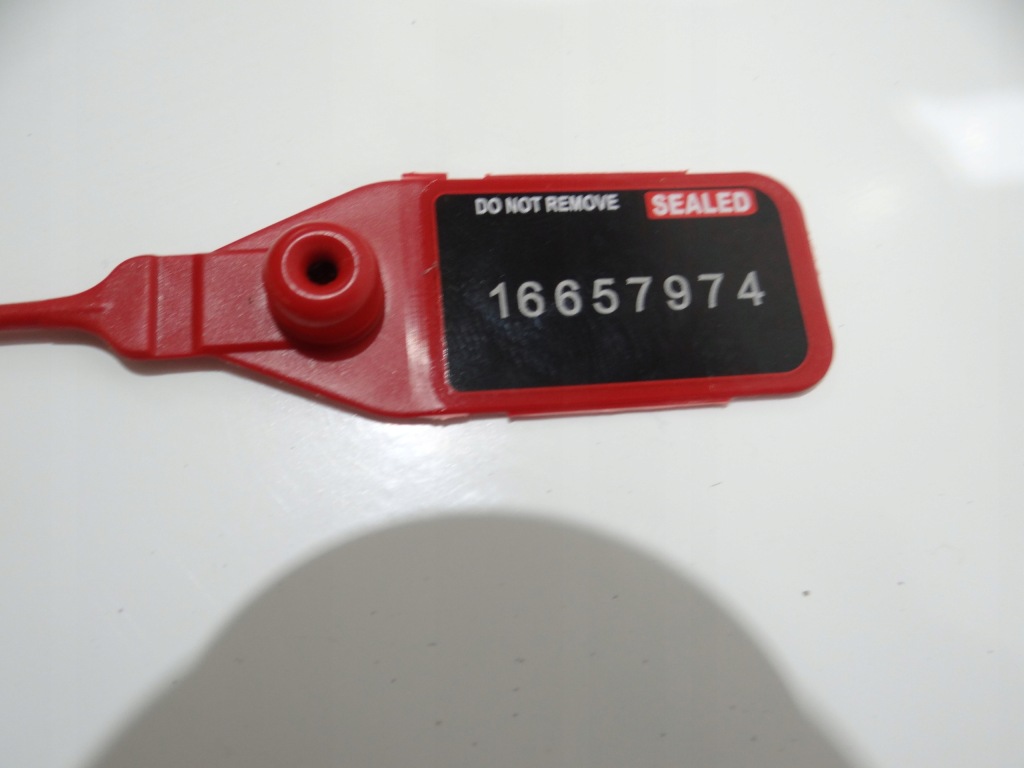 DO NOT REMOVE SEALED
16657974